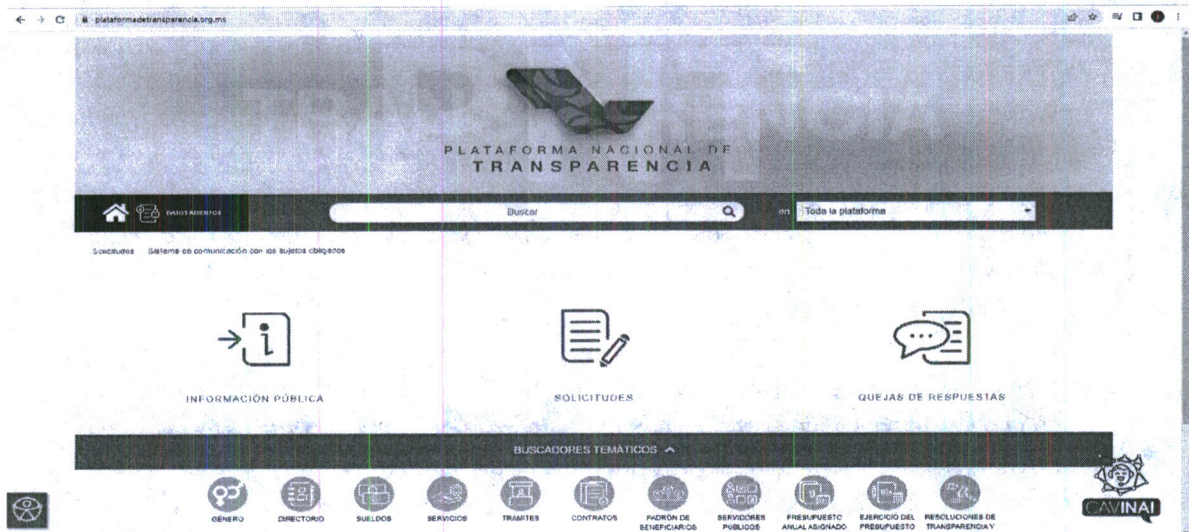 plataformadetransparencia.org.mx
PLATAFORMA NACIONAL DE
TRANSPARENCIA
DATOS ABIERTOS
Buscar
en
Toda la plataforma
Solicitudes Sistema de comunicación con los sujetos obligados
INFORMACIÓN PÚBLICA
SOLICITUDES
QUEJAS DE RESPUESTAS
BUSCADORES TEMÁTICOS
GÉNERO
DIRECTORIO
SUELDOS
SERVICIOS
TRÁMITES
CONTRATOS
PADRÓN DE
BENEFICIARIOS
SERVIDORES
PÚBLICOS
PRESUPUESTO
ANUAL ASIGNADO
EJERCICIO DEL
PRESUPUESTO
RESOLUCIONES DE
TRANSPARENCIA Y
CAVINAI